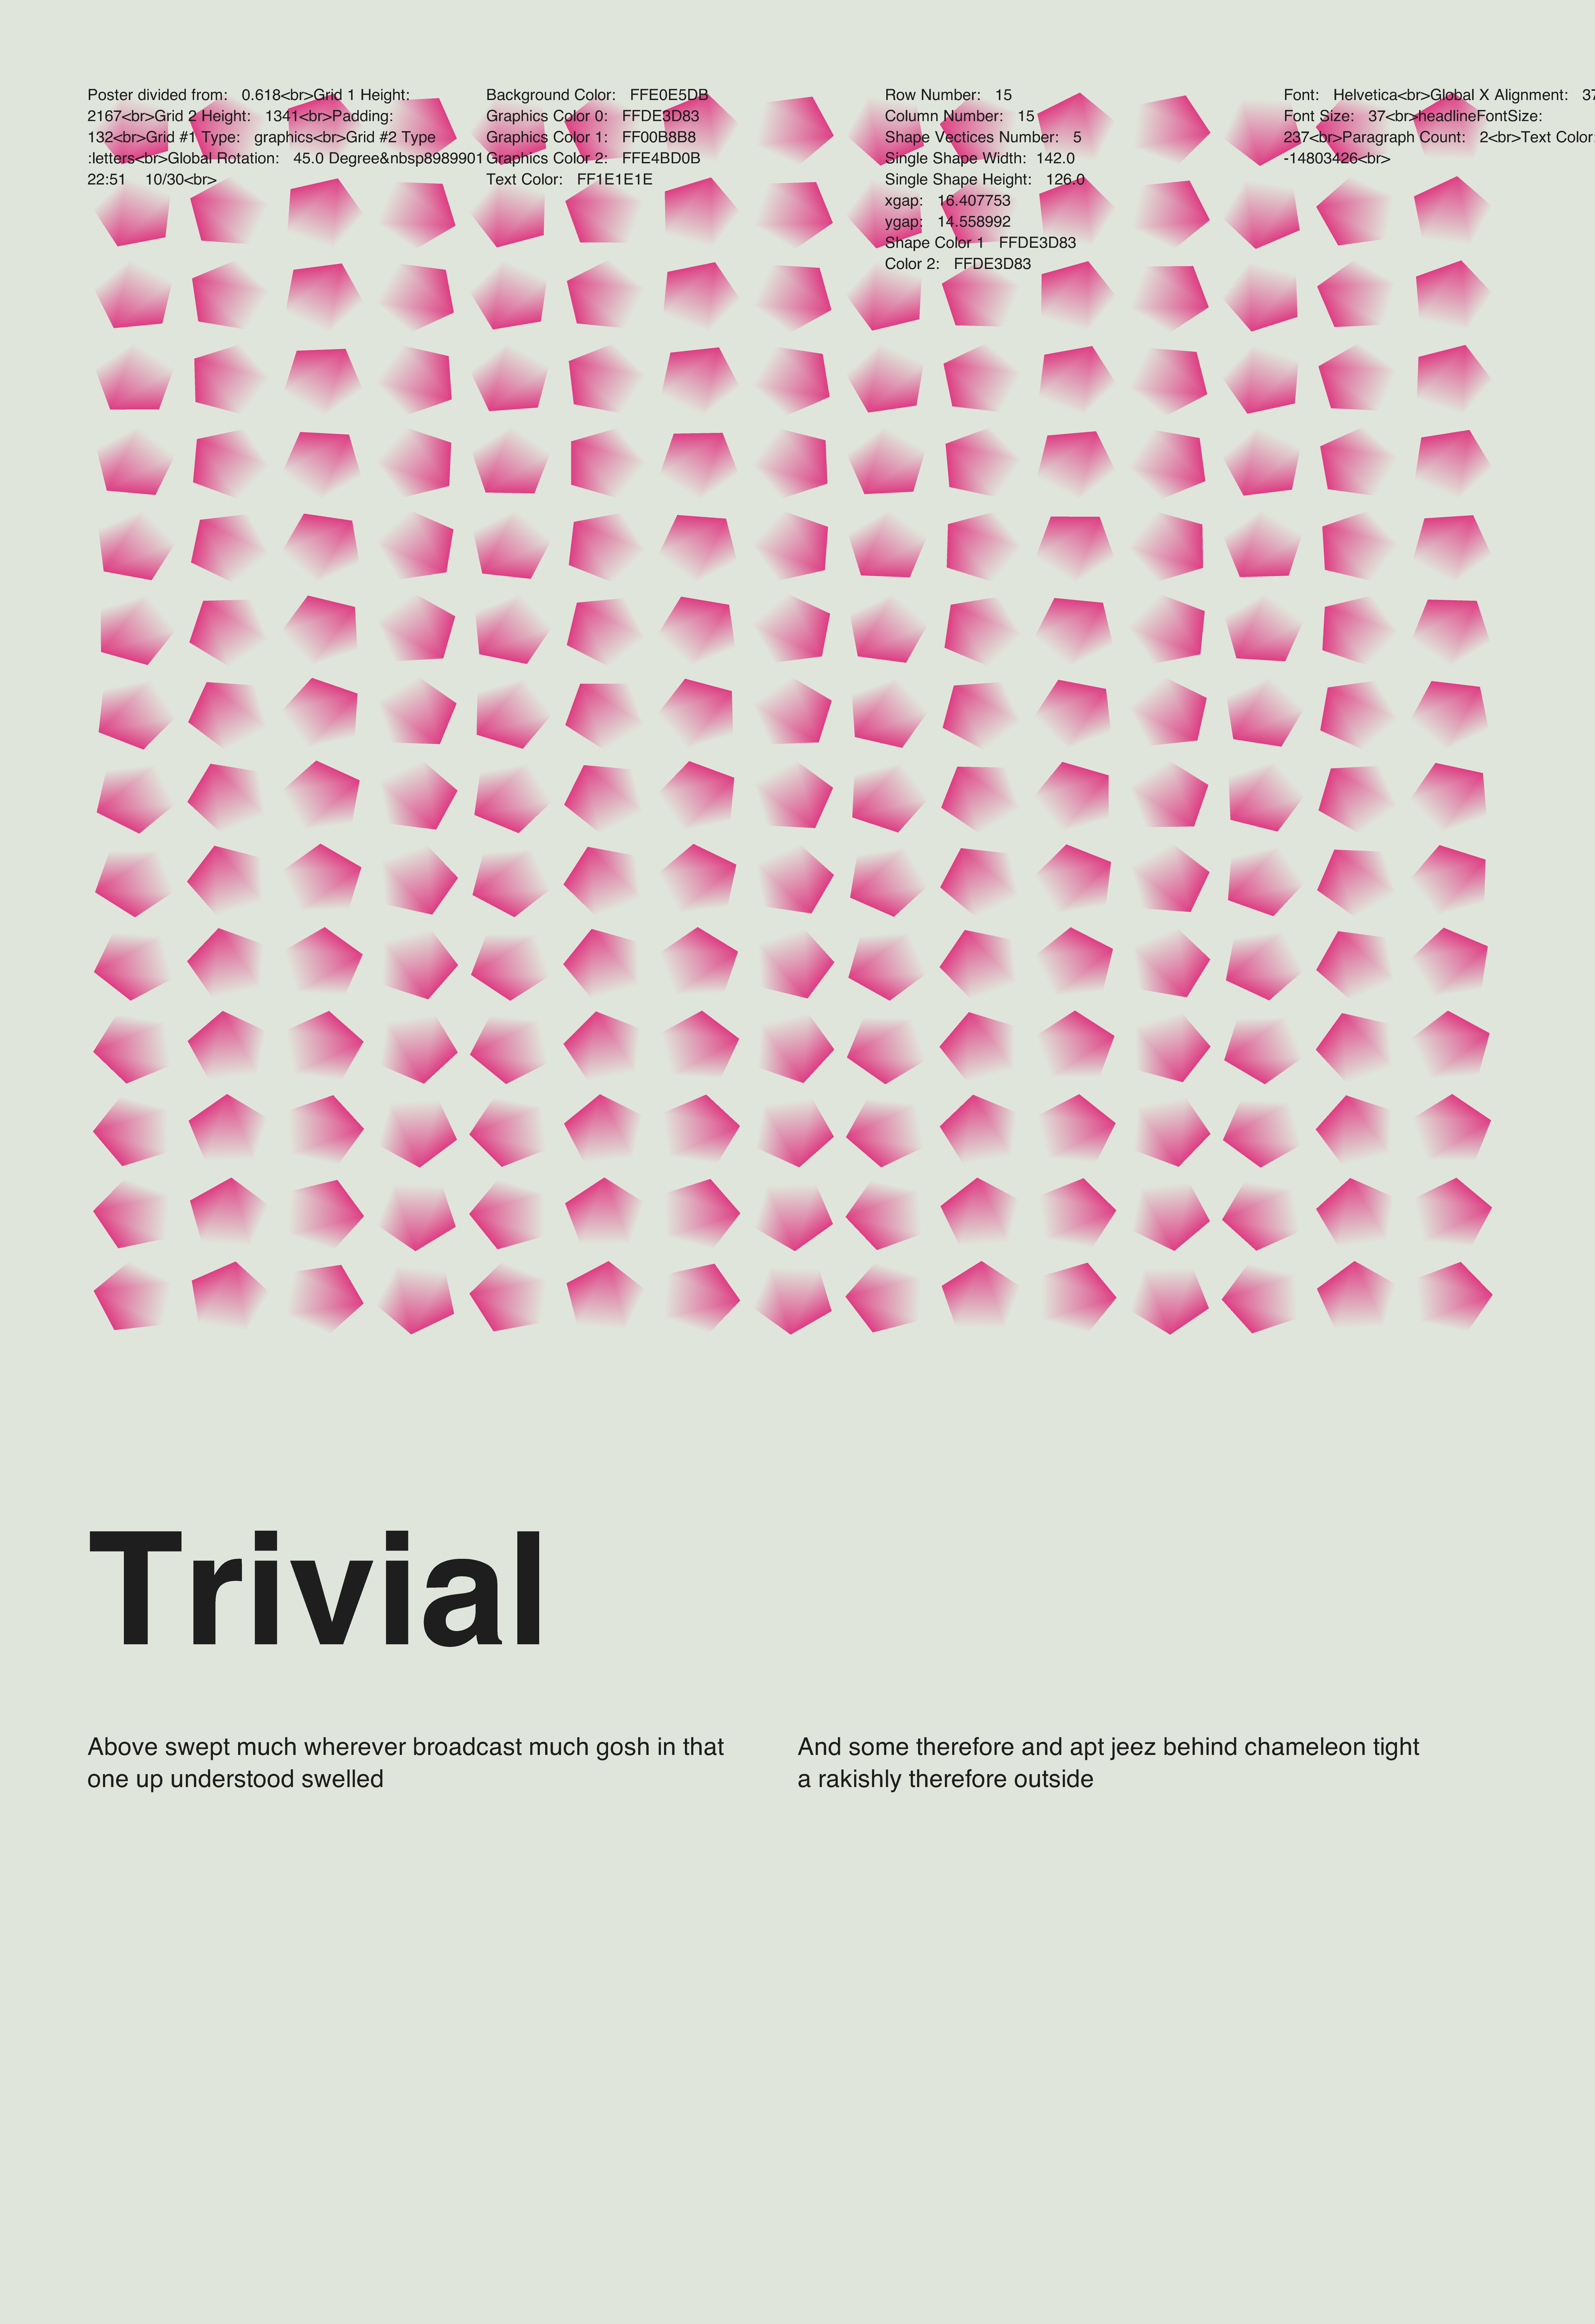 Poster divided from: 0.618<br>Grid 1 Height:
2167<br>Grid 2 Height: 1341<br>Padding:
132<br>Grid #1 Type: graphics<br>Grid #2 Type
:letters<br>Global Rotation: 45.0 Degree&nbsp8989901
22:51 10/30<br>
Background Color: FFE0E5DB
Graphics Color 0: FFDE3D83
Graphics Color 1: FF00B8B8
Graphics Color 2: FFE4BD0B
Text Color: FF1E1E1E
Row Number: 15
Column Number: 15
Shape Vectices Number: 5
Single Shape Width: 142.0
Single Shape Height: 126.0
xgap: 16.407753
ygap: 14.558992
Shape Color 1 FFDE3D83
Color 2: FFDE3D83
Font: Helvetica<br>Global X Alignment: 37
Font Size: 37<br>headlineFontSize:
237<br>Paragraph Count: 2<br>Text Color:
-14803426<br>
Trivial
Above swept much wherever broadcast much gosh in that
one up understood swelled
And some therefore and apt jeez behind chameleon tight
a rakishly therefore outside